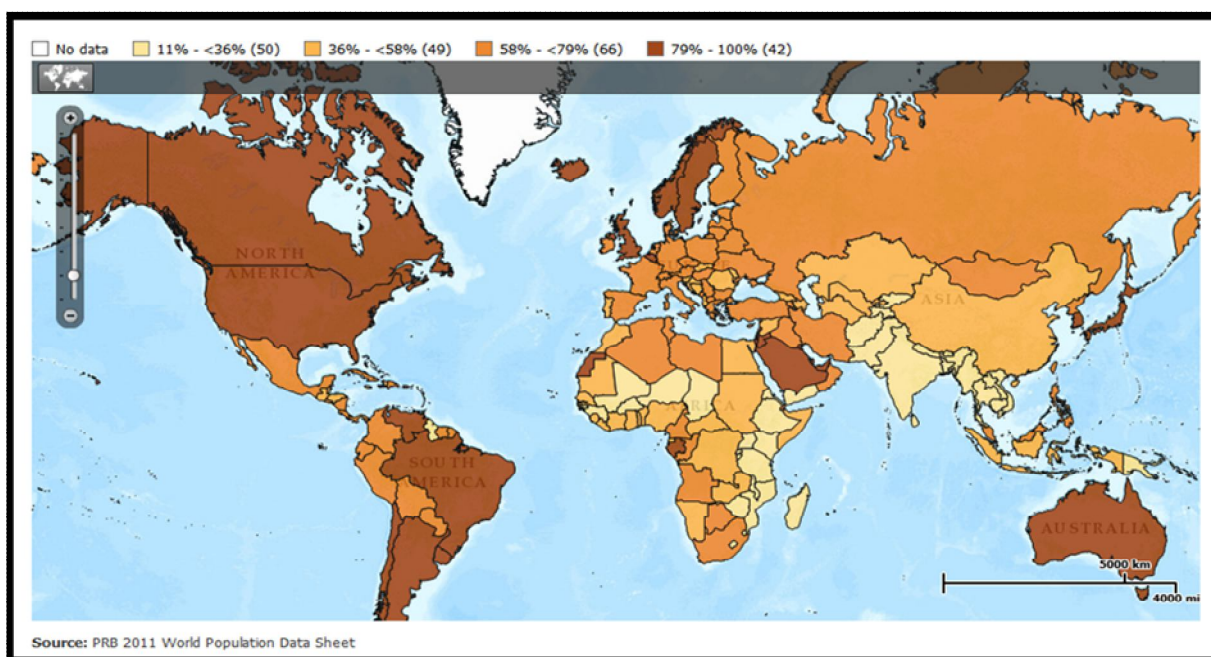 No data 11% - <36% (50) 36% - <58% (49) 58% - <79% (66) 79% - 100% (42)
NORTH
AMERICA
ASIA
AFRICA
SOUTH
AMERICA
AUSTRALIA
5000 km
4000 mi
Source: PRB 2011 World Population Data Sheet